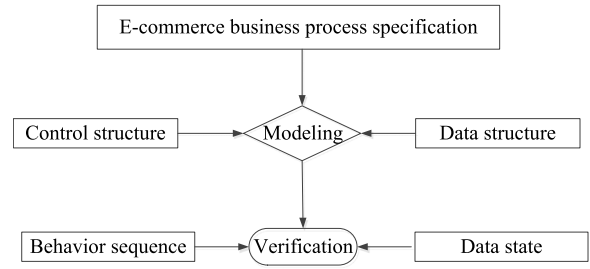 E-commerce business process specification
Control structure
Modeling
Data structure
Behavior sequence
Verification
Data state